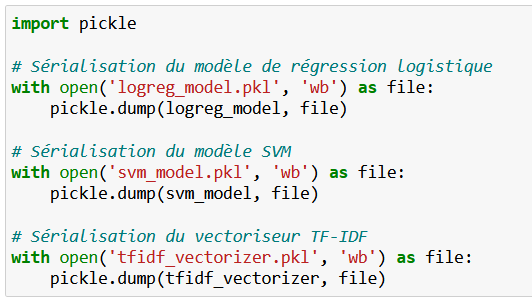 import pickle
# Sérialisation du modèle de régression logistique
with open('logreg_model.pkl', 'wb') as file:
    pickle.dump(logreg_model, file)
# Sérialisation du modèle SVM
with open('svm_model.pkl', 'wb') as file:
    pickle.dump(svm_model, file)
# Sérialisation du vectoriseur TF-IDF
with open('tfidf_vectorizer.pkl', 'wb') as file:
    pickle.dump(tfidf_vectorizer, file)